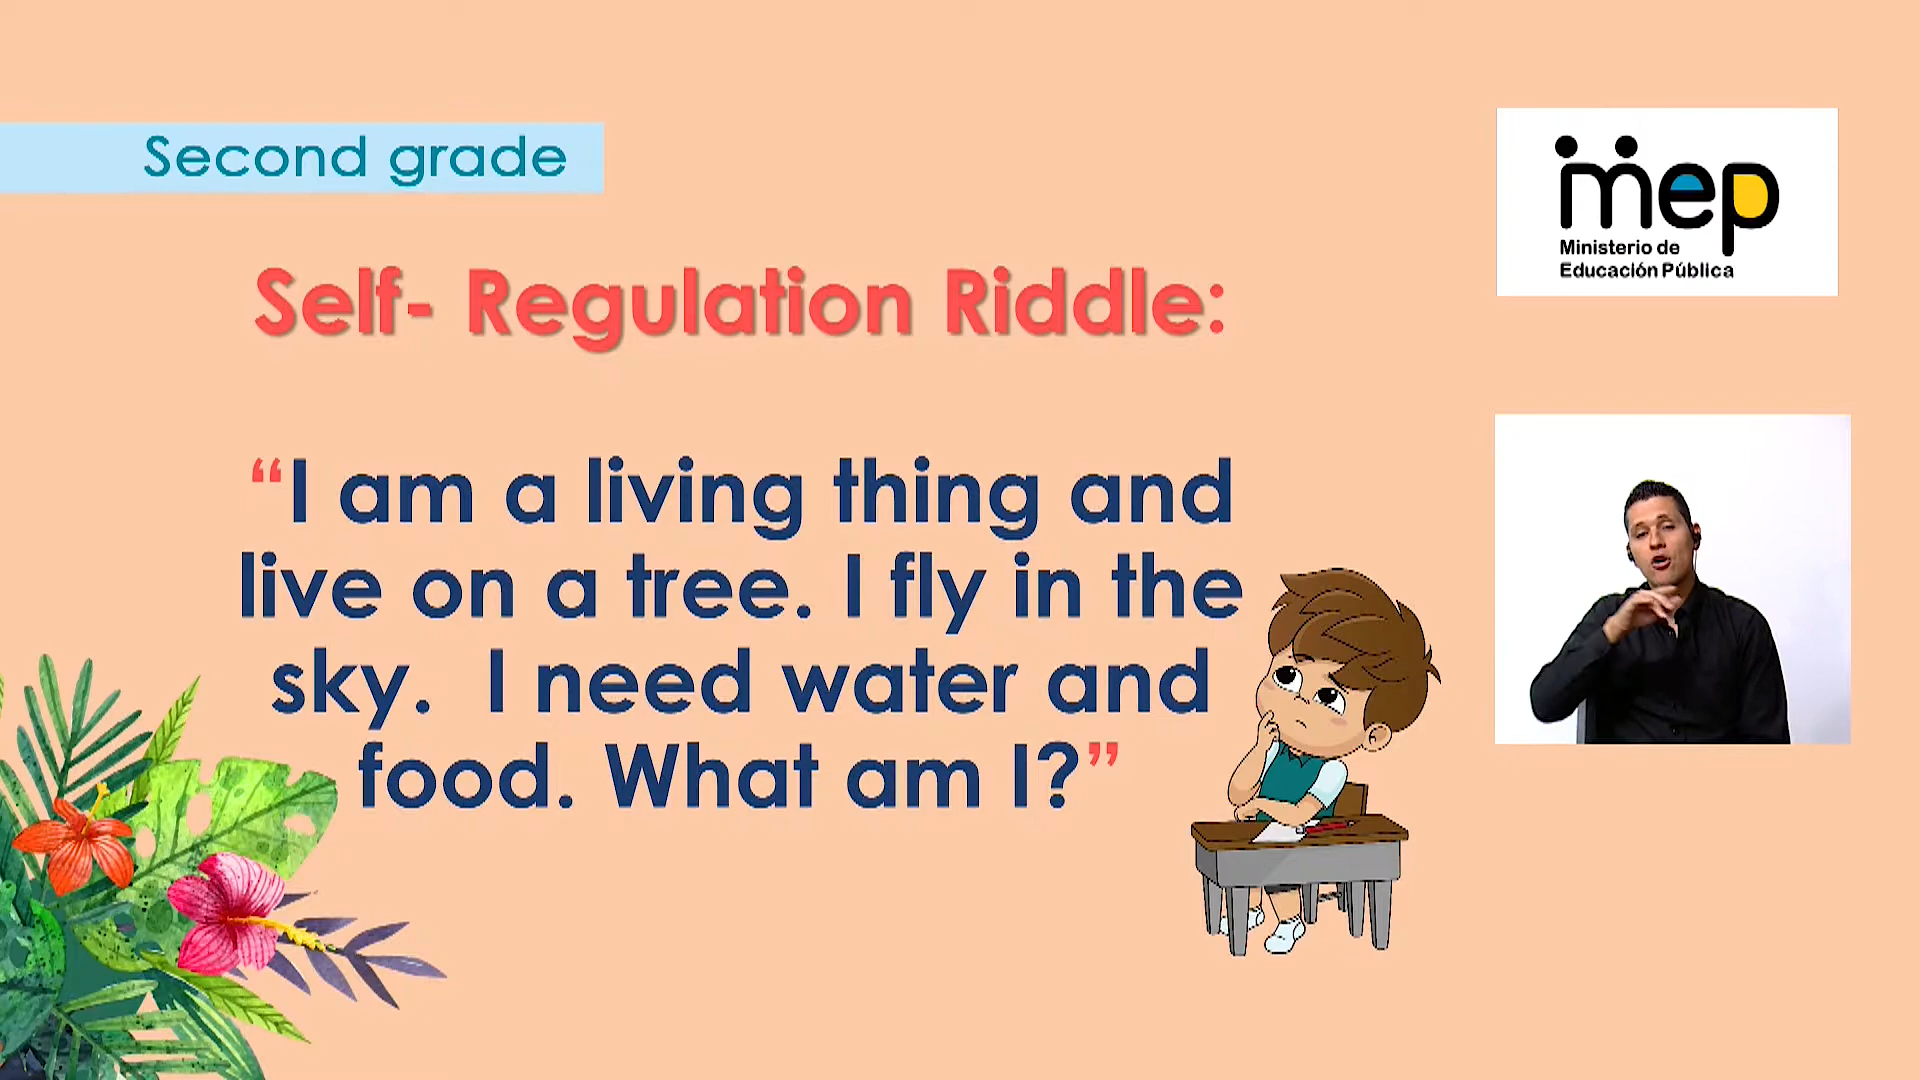 Second grade
mep
Ministerio de
Educación Pública
Self- Regulation Riddle:
“I am a living thing and
live on a tree. I fly in the
sky.  I need water and
food. What am I?”